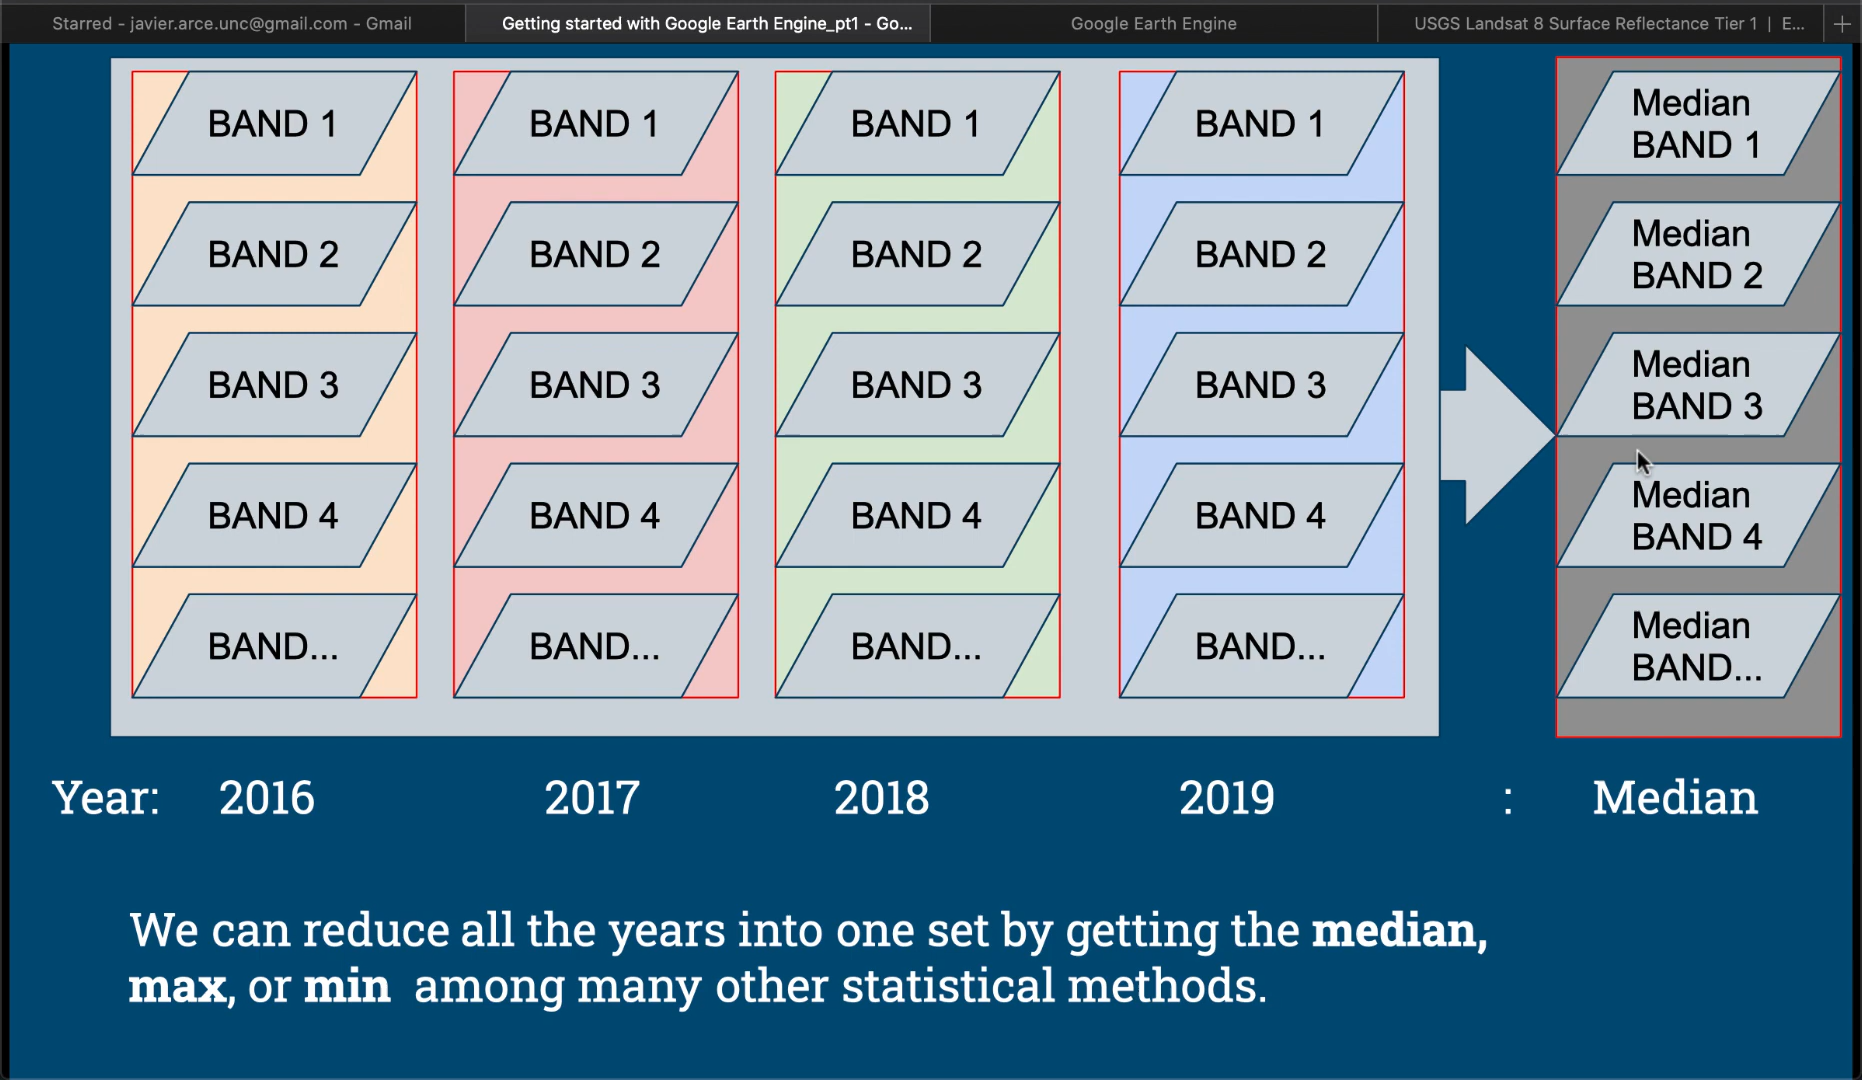 Starred - javier.arce.unc@gmail.com - Gmail
Getting started with Google Earth Engine_pt1 - Go...
Google Earth Engine
USGS Landsat 8 Surface Reflectance Tier 1 | E...
BAND 1 BAND 1 BAND 1 BAND 1 Median
BAND 1
BAND 2 BAND 2 BAND 2 BAND 2 Median
BAND 2
BAND 3 BAND 3 BAND 3 BAND 3 Median
BAND 3
BAND 4 BAND 4 BAND 4 BAND 4 Median
BAND 4
BAND... BAND... BAND... BAND... Median
BAND...
Year: 2016 2017 2018 2019 : Median
We can reduce all the years into one set by getting the median,
max, or min among many other statistical methods.